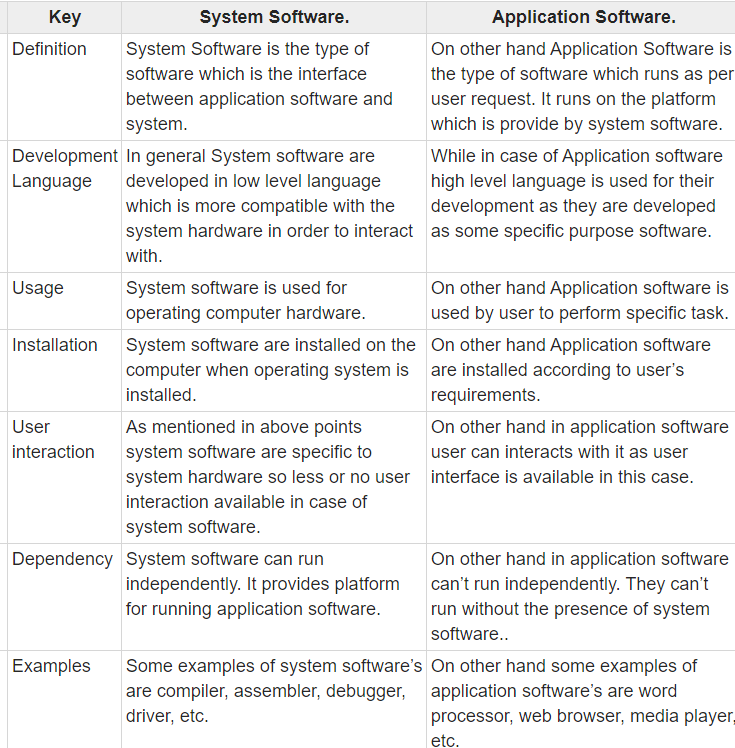 Key System Software. Application Software.
Definition
System Software is the type of
software which is the interface
between application software and
system.
On other hand Application Software is
the type of software which runs as per
user request. It runs on the platform
which is provide by system software.
Development
Language
In general System software are
developed in low level language
which is more compatible with the
system hardware in order to interact
with.
While in case of Application software
high level language is used for their
development as they are developed
as some specific purpose software.
Usage
System software is used for
operating computer hardware.
On other hand Application software is
used by user to perform specific task.
Installation
System software are installed on the
computer when operating system is
installed.
On other hand Application software
are installed according to user’s
requirements.
User
interaction
As mentioned in above points
system software are specific to
system hardware so less or no user
interaction available in case of
system software.
On other hand in application software
user can interacts with it as user
interface is available in this case.
Dependency
System software can run
independently. It provides platform
for running application software.
On other hand in application software
can’t run independently. They can’t
run without the presence of system
software..
Examples
Some examples of system software’s
are compiler, assembler, debugger,
driver, etc.
On other hand some examples of
application software’s are word
processor, web browser, media player,
etc.